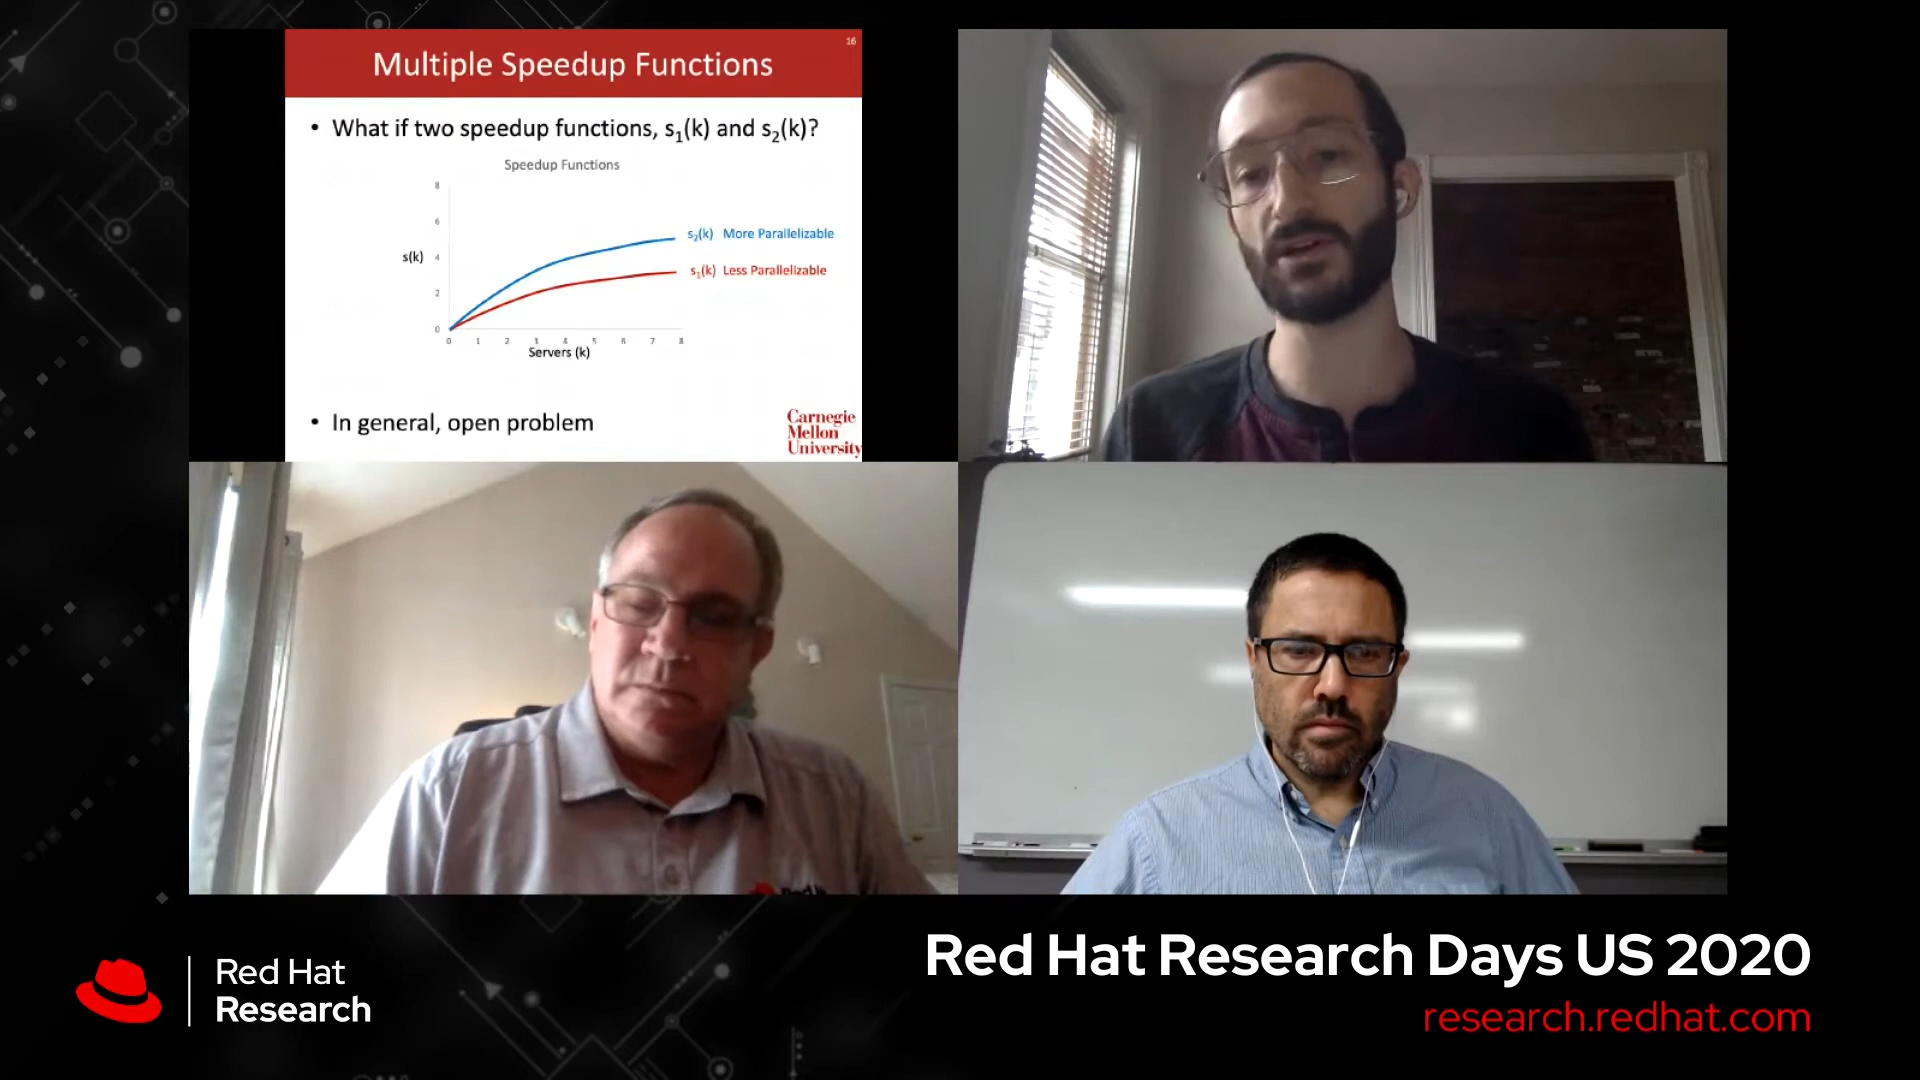 Multiple Speedup Functions
16
• What if two speedup functions, s₁(k) and s₂(k)?
Speedup Functions
8
6
s(k) 4
2
0
s₂(k) More Parallelizable
s₁(k) Less Parallelizable
0 1 2 3 4 5 6 7 8
Servers (k)
• In general, open problem
Carnegie
Mellon
University
Red Hat
Research
Red Hat Research Days US 2020
research.redhat.com